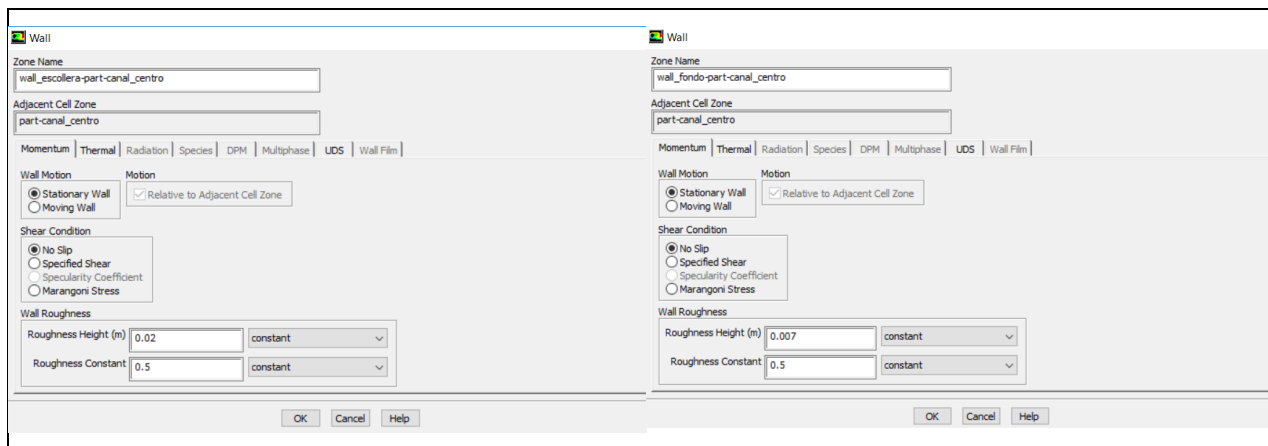 Wall
Zone Name
wall_escollera-part-canal_centro
Adjacent Cell Zone
part-canal_centro
Momentum Thermal Radiation Species DPM Multiphase UDS Wall Film
Wall Motion Motion
Stationary Wall Relative to Adjacent Cell Zone
Moving Wall
Shear Condition
No Slip
Specified Shear
Specularity Coefficient
Marangoni Stress
Wall Roughness
Roughness Height (m) 0.02 constant
Roughness Constant 0.5 constant
OK Cancel Help
Wall
Zone Name
wall_fondo-part-canal_centro
Adjacent Cell Zone
part-canal_centro
Momentum Thermal Radiation Species DPM Multiphase UDS Wall Film
Wall Motion Motion
Stationary Wall Relative to Adjacent Cell Zone
Moving Wall
Shear Condition
No Slip
Specified Shear
Specularity Coefficient
Marangoni Stress
Wall Roughness
Roughness Height (m) 0.007 constant
Roughness Constant 0.5 constant
OK Cancel Help